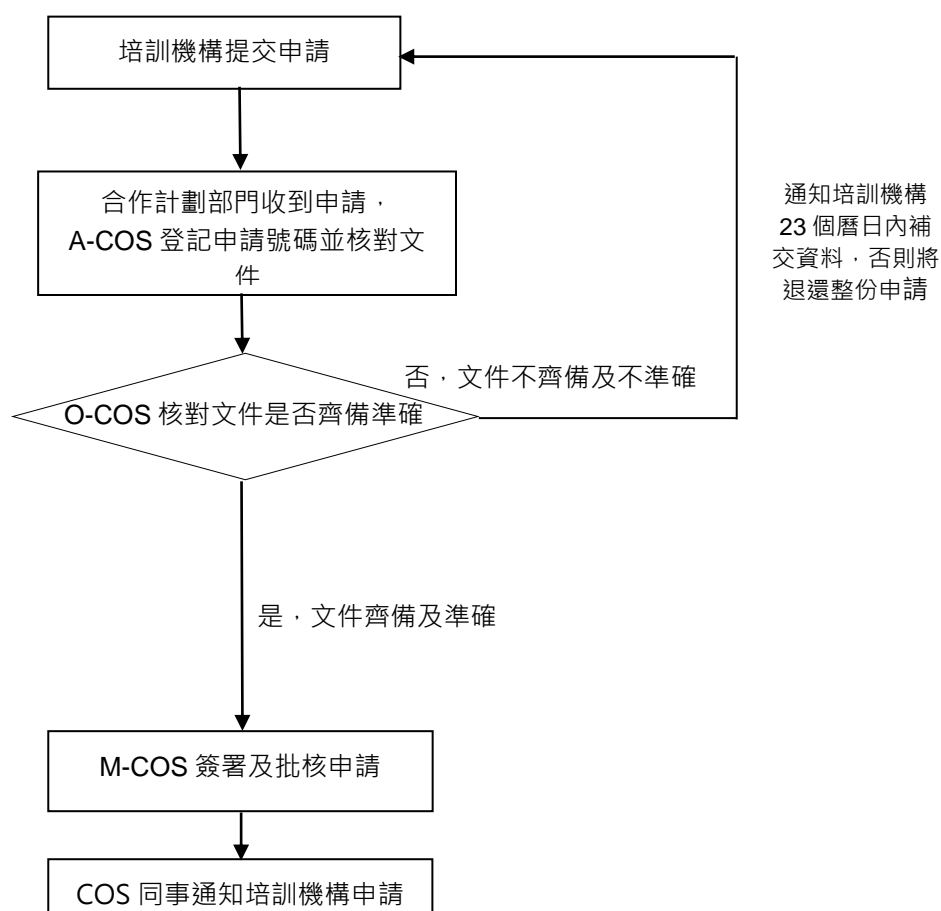 培訓機構提交申請
合作計劃部門收到申請，
A-COS 登記申請號碼並核對文
件
通知培訓機構
23 個曆日內補
交資料，否則將
退還整份申請
否，文件不齊備及不準確
O-COS 核對文件是否齊備準確
是，文件齊備及準確
M-COS 簽署及批核申請
COS 同事通知培訓機構申請